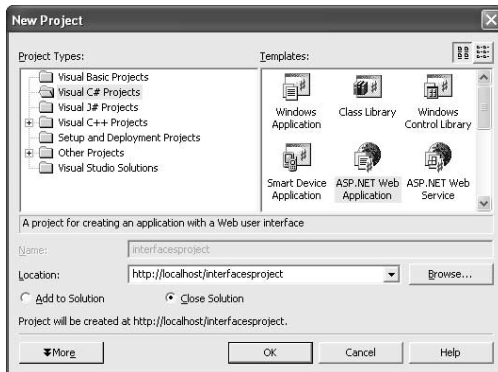 New Project
Project Types:
Templates:
Visual Basic Projects
Visual C# Projects
Visual J# Projects
Visual C++ Projects
Setup and Deployment Projects
Other Projects
Visual Studio Solutions
Windows Application
Class Library
Windows Control Library
Smart Device Application
ASP.NET Web Application
ASP.NET Web Service
A project for creating an application with a Web user interface
Name:
interfacesproject
Location:
http://localhost/interfacesproject
Browse...
Add to Solution
Close Solution
Project will be created at http://localhost/interfacesproject.
More
OK
Cancel
Help